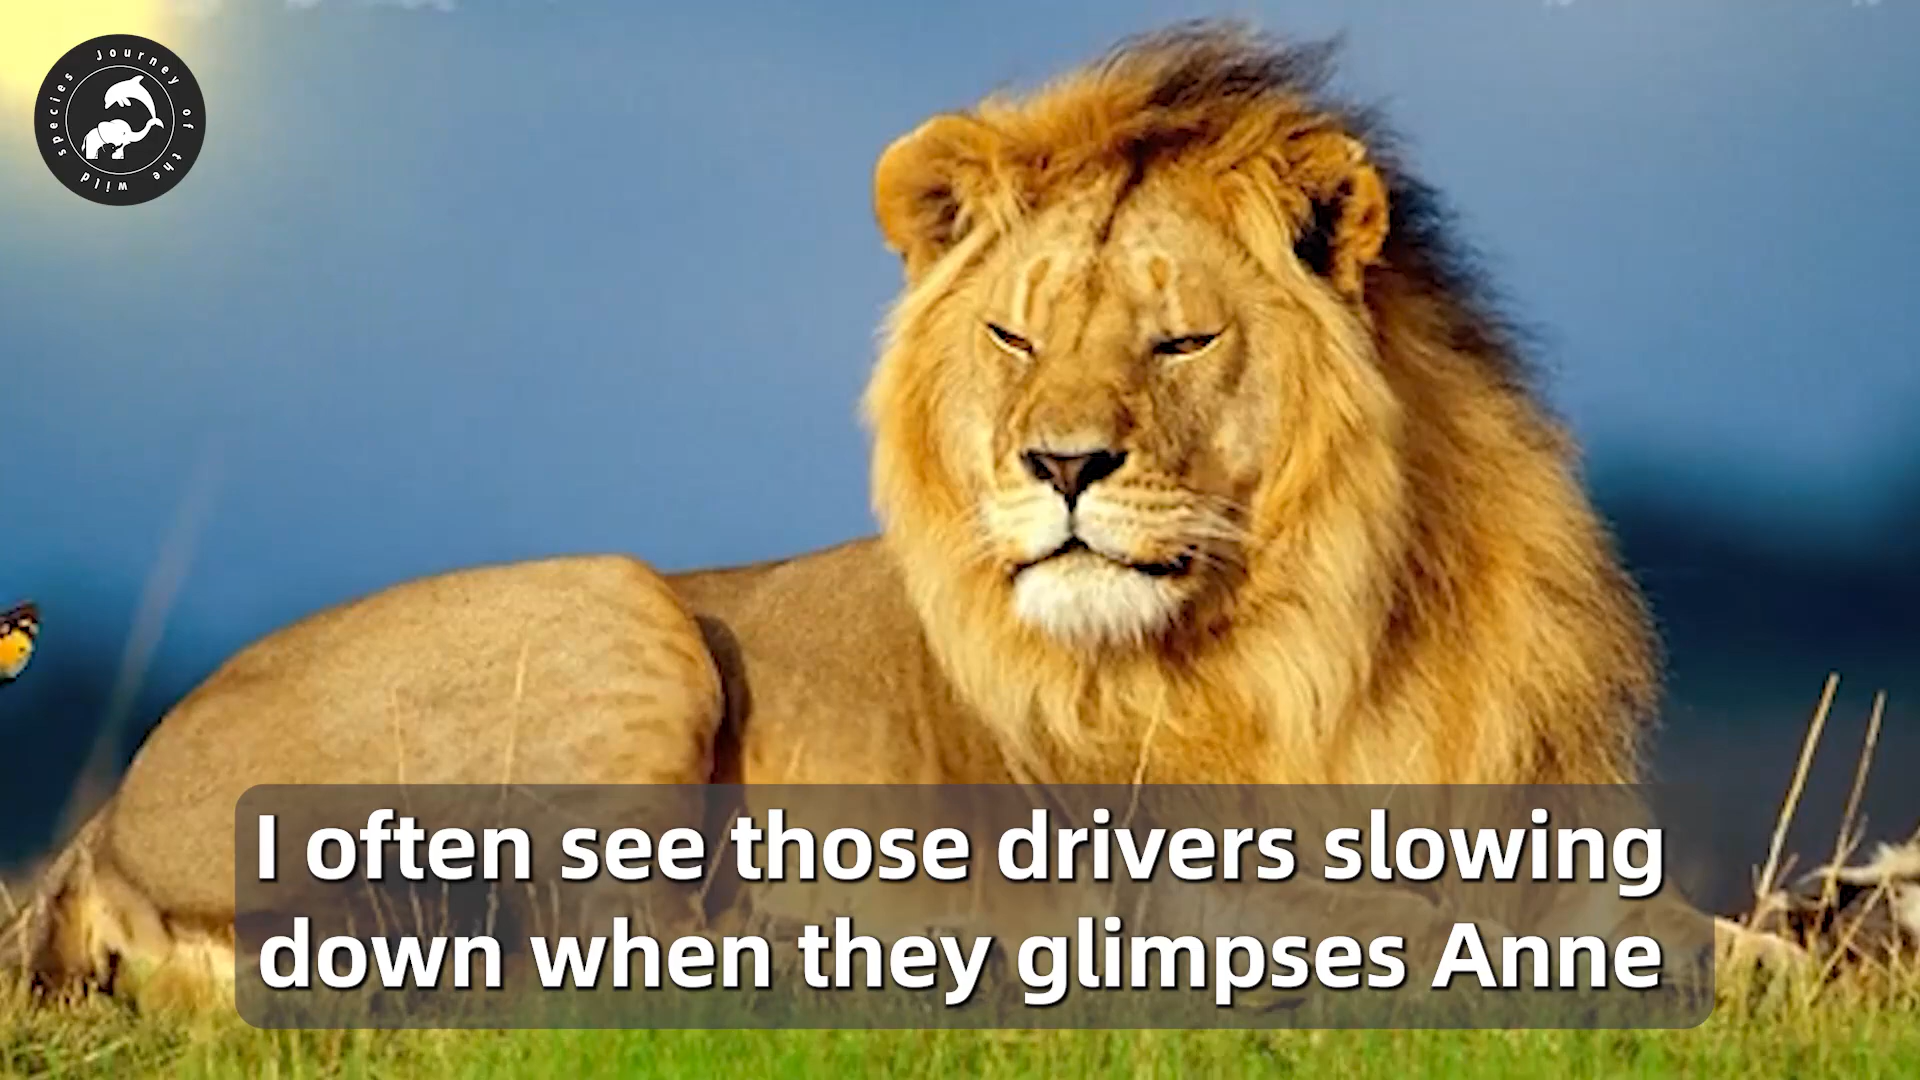 Journey of the wild species
I often see those drivers slowing
down when they glimpses Anne